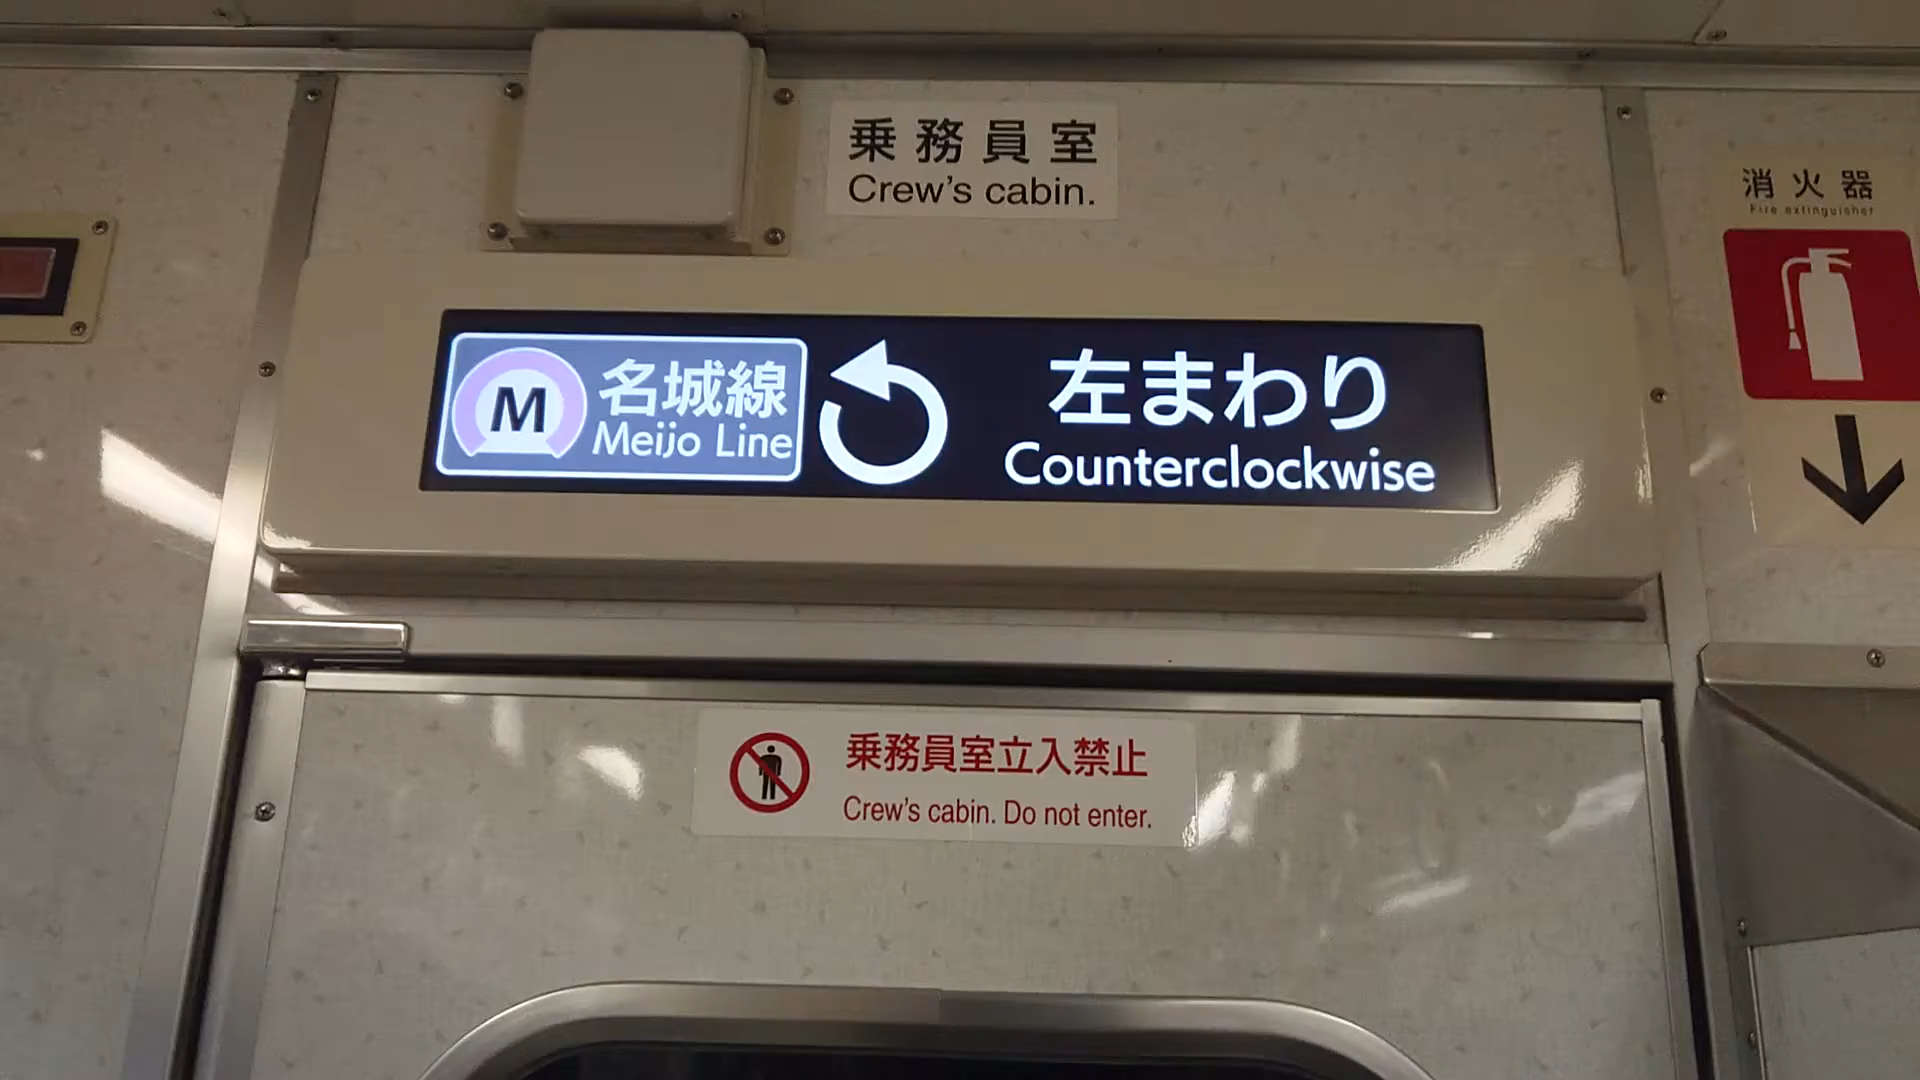 乗務員室
Crew's cabin.
消火器
Fire extinguisher
M
名城線
Meijo Line
左まわり
Counterclockwise
乗務員室立入禁止
Crew's cabin. Do not enter.